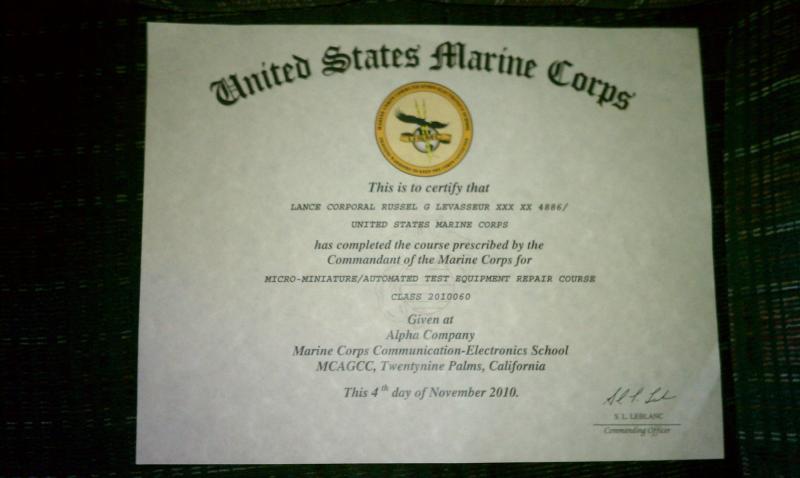 United States Marine Corps
This is to certify that
LANCE CORPORAL RUSSEL G LEVASSEUR XXX XX 4886/
UNITED STATES MARINE CORPS
has completed the course prescribed by the
Commandant of the Marine Corps for
MICRO-MINIATURE/AUTOMATED TEST EQUIPMENT REPAIR COURSE
CLASS 2010060
Given at
Alpha Company
Marine Corps Communication-Electronics School
MCAGCC, Twentynine Palms, California
This 4th day of November 2010.
S. L. LEBLANC
Commanding Officer